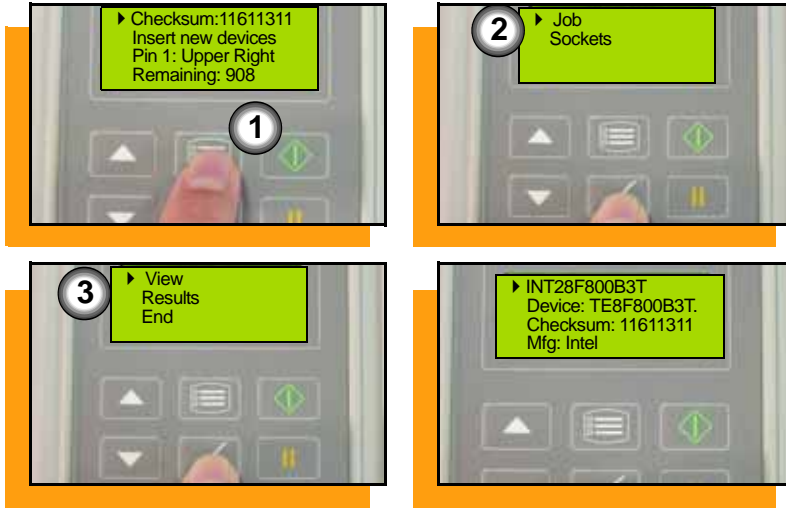 Checksum:11611311
Insert new devices
Pin 1: Upper Right
Remaining: 908
1
2
Job
Sockets
3
View
Results
End
INT28F800B3T
Device: TE8F800B3T.
Checksum: 11611311
Mfg: Intel